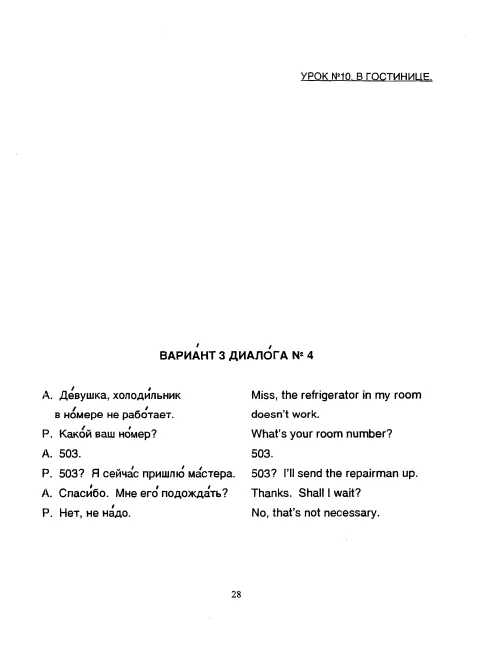 УРОК №10. В ГОСТИНИЦЕ.
ВАРИА́НТ 3 ДИАЛО́ГА № 4
А. Де́вушка, холоди́льник Miss, the refrigerator in my room
в но́мере не рабо́тает. doesn't work.
Р. Како́й ваш но́мер? What's your room number?
А. 503. 503.
Р. 503? Я сейча́с пришлю́ ма́стера. 503? I'll send the repairman up.
А. Спаси́бо. Мне его́ подожда́ть? Thanks. Shall I wait?
Р. Нет, не на́до. No, that's not necessary.
28